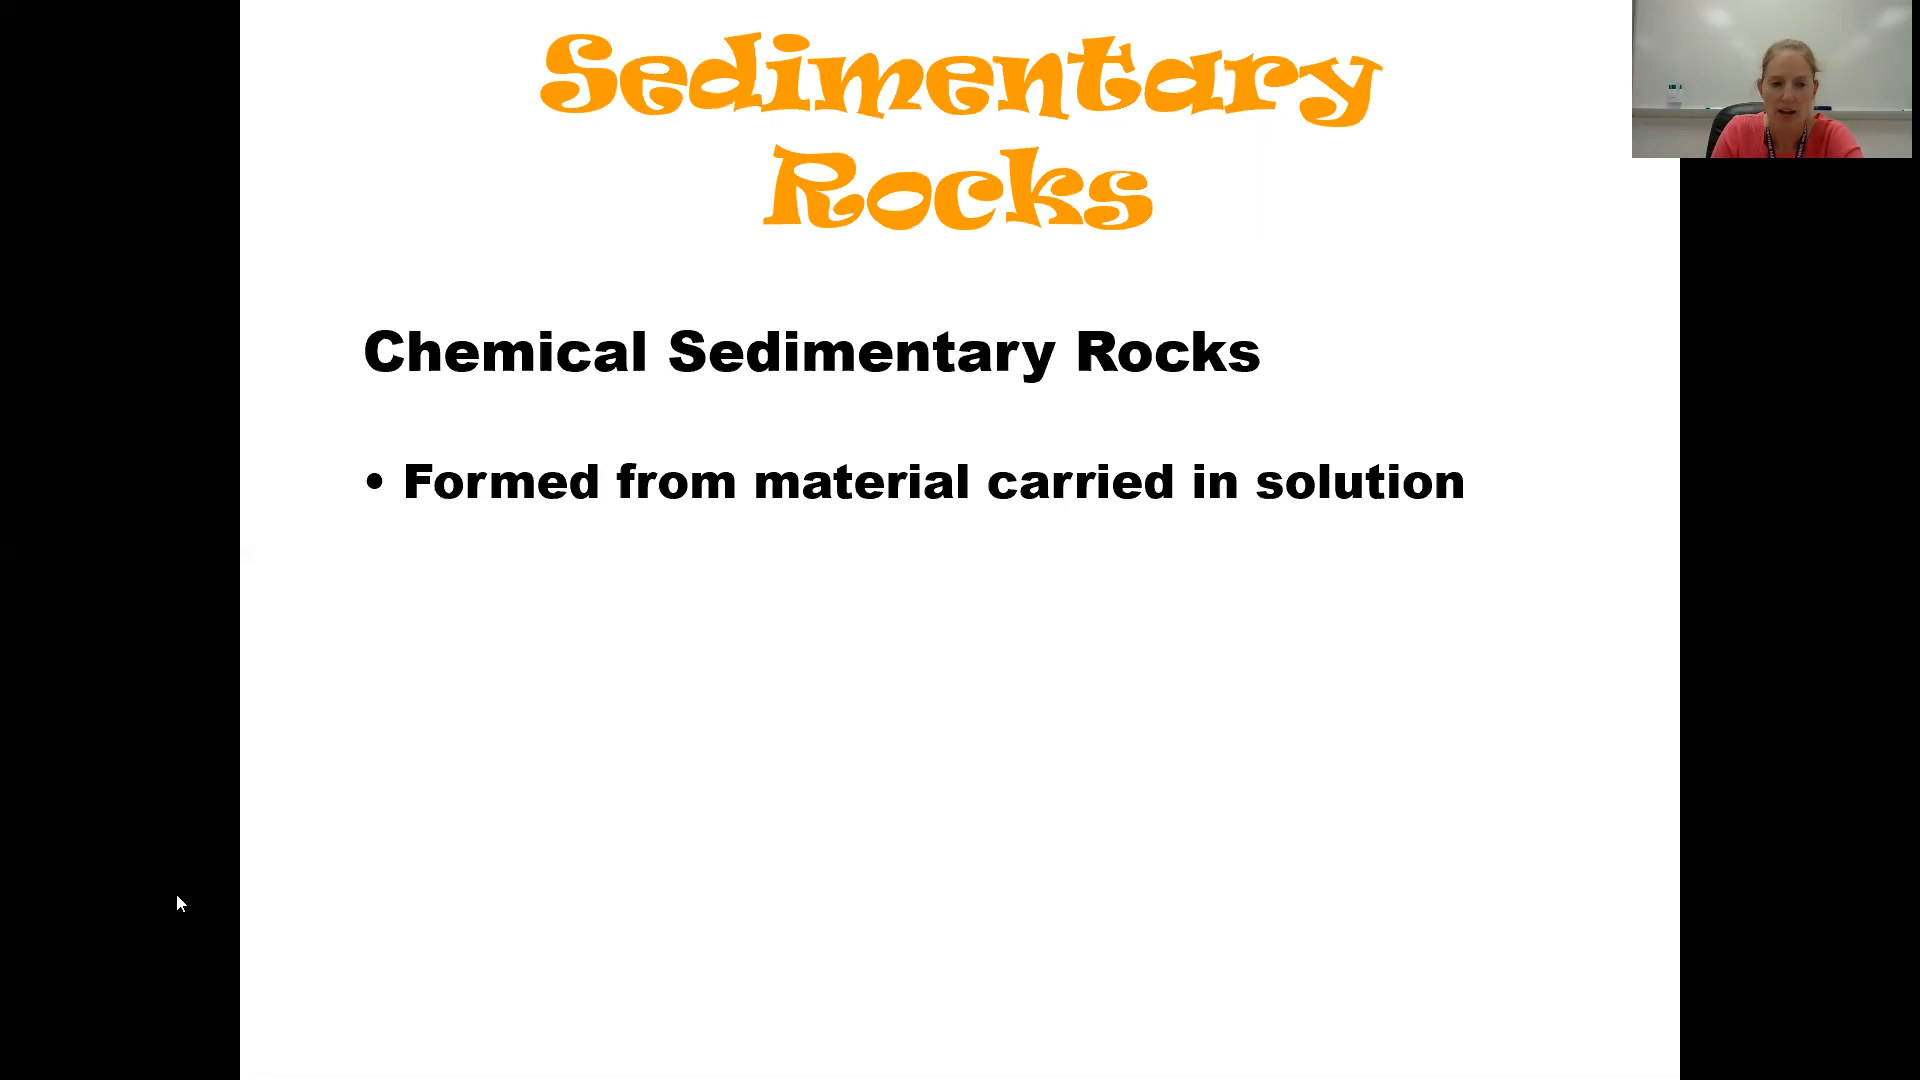 Sedimentary
Rocks
Chemical Sedimentary Rocks
• Formed from material carried in solution